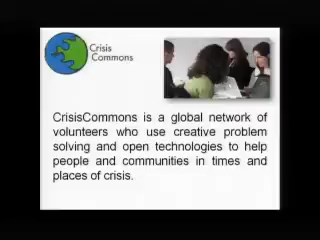 Crisis
Commons
CrisisCommons is a global network of
volunteers who use creative problem
solving and open technologies to help
people and communities in times and
places of crisis.